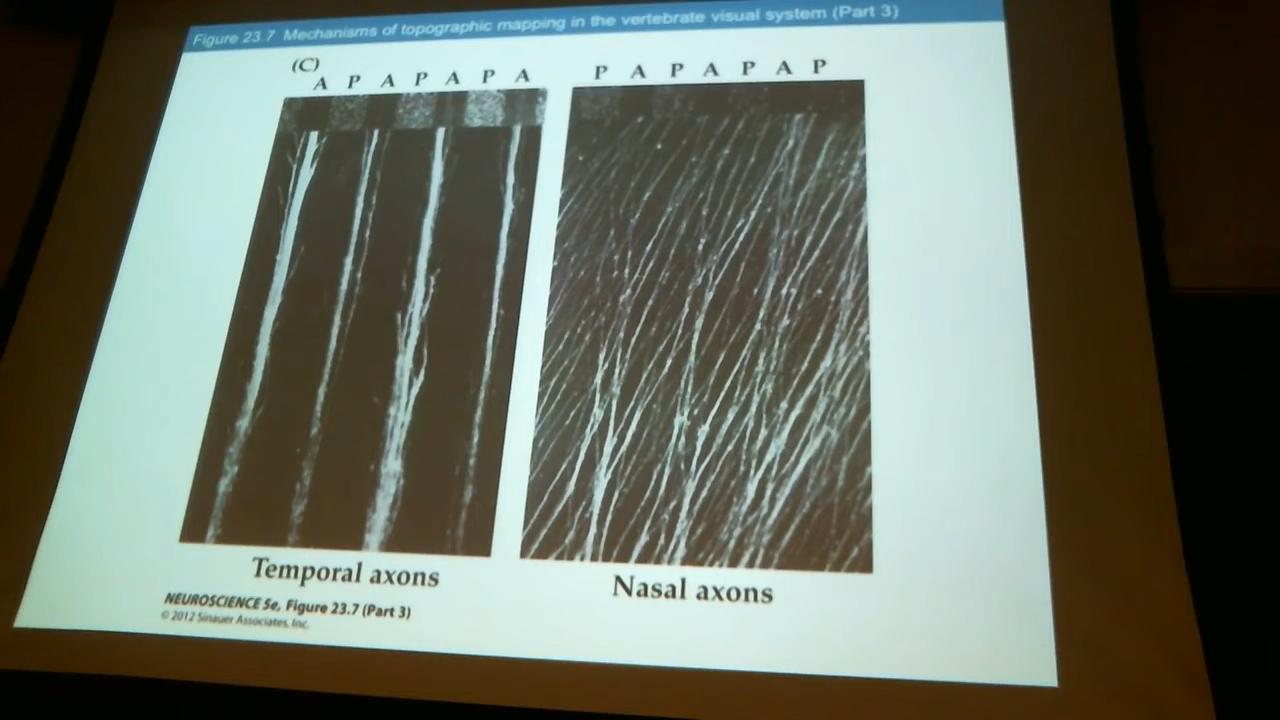 Figure 23.7 Mechanisms of topographic mapping in the vertebrate visual system (Part 3)
(C)
A P A P A P A
P A P A P A P
Temporal axons
Nasal axons
NEUROSCIENCE 5e, Figure 23.7 (Part 3)
© 2012 Sinauer Associates, Inc.